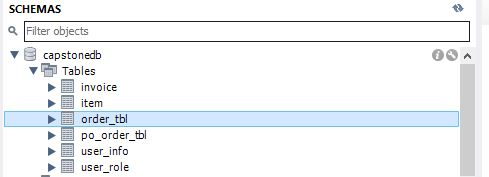 SCHEMAS
Filter objects
capstonedb
Tables
invoice
item
order_tbl
po_order_tbl
user_info
user_role